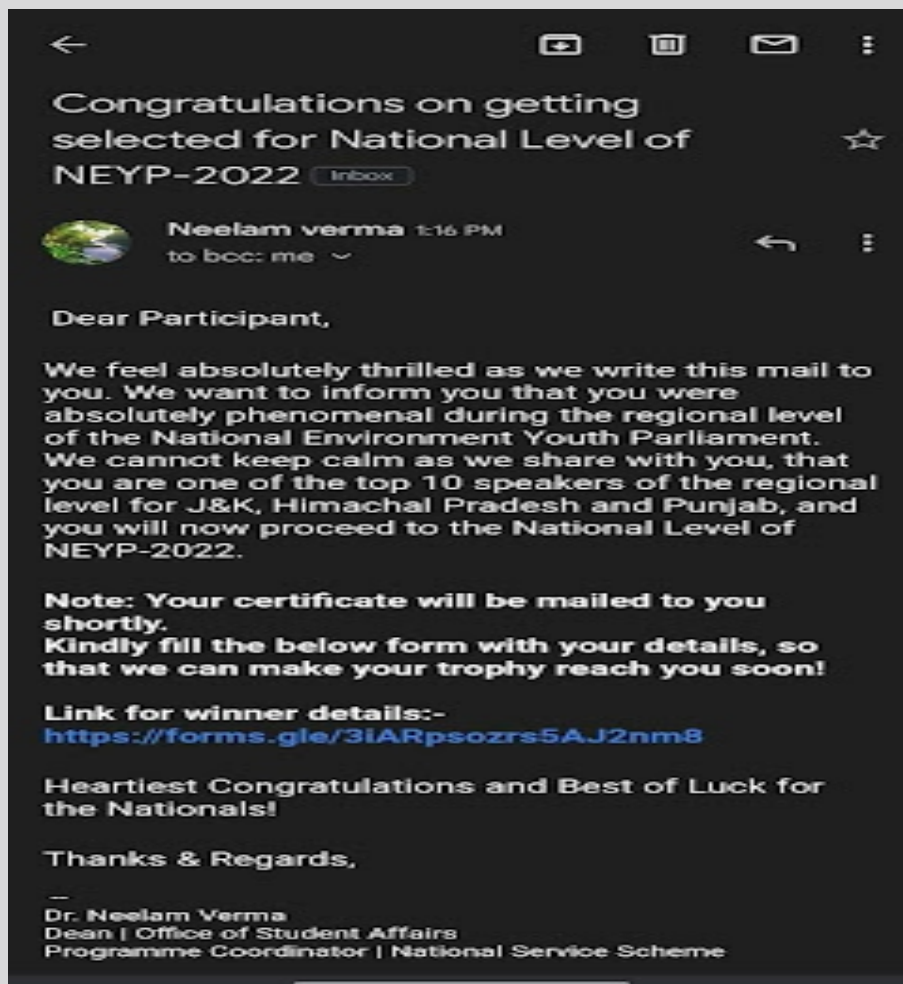 Congratulations on getting
selected for National Level of
NEYP-2022 Inbox
Neelam verma 1:16 PM
to bcc: me
Dear Participant,
We feel absolutely thrilled as we write this mail to
you. We want to inform you that you were
absolutely phenomenal during the regional level
of the National Environment Youth Parliament.
We cannot keep calm as we share with you, that
you are one of the top 10 speakers of the regional
level for J&K, Himachal Pradesh and Punjab, and
you will now proceed to the National Level of
NEYP-2022.
Note: Your certificate will be mailed to you
shortly.
Kindly fill the below form with your details, so
that we can make your trophy reach you soon!
Link for winner details:-
https://forms.gle/3iARpsozrs5AJ2nm8
Heartiest Congratulations and Best of Luck for
the Nationals!
Thanks & Regards,
--
Dr. Neelam Verma
Dean | Office of Student Affairs
Programme Coordinator | National Service Scheme